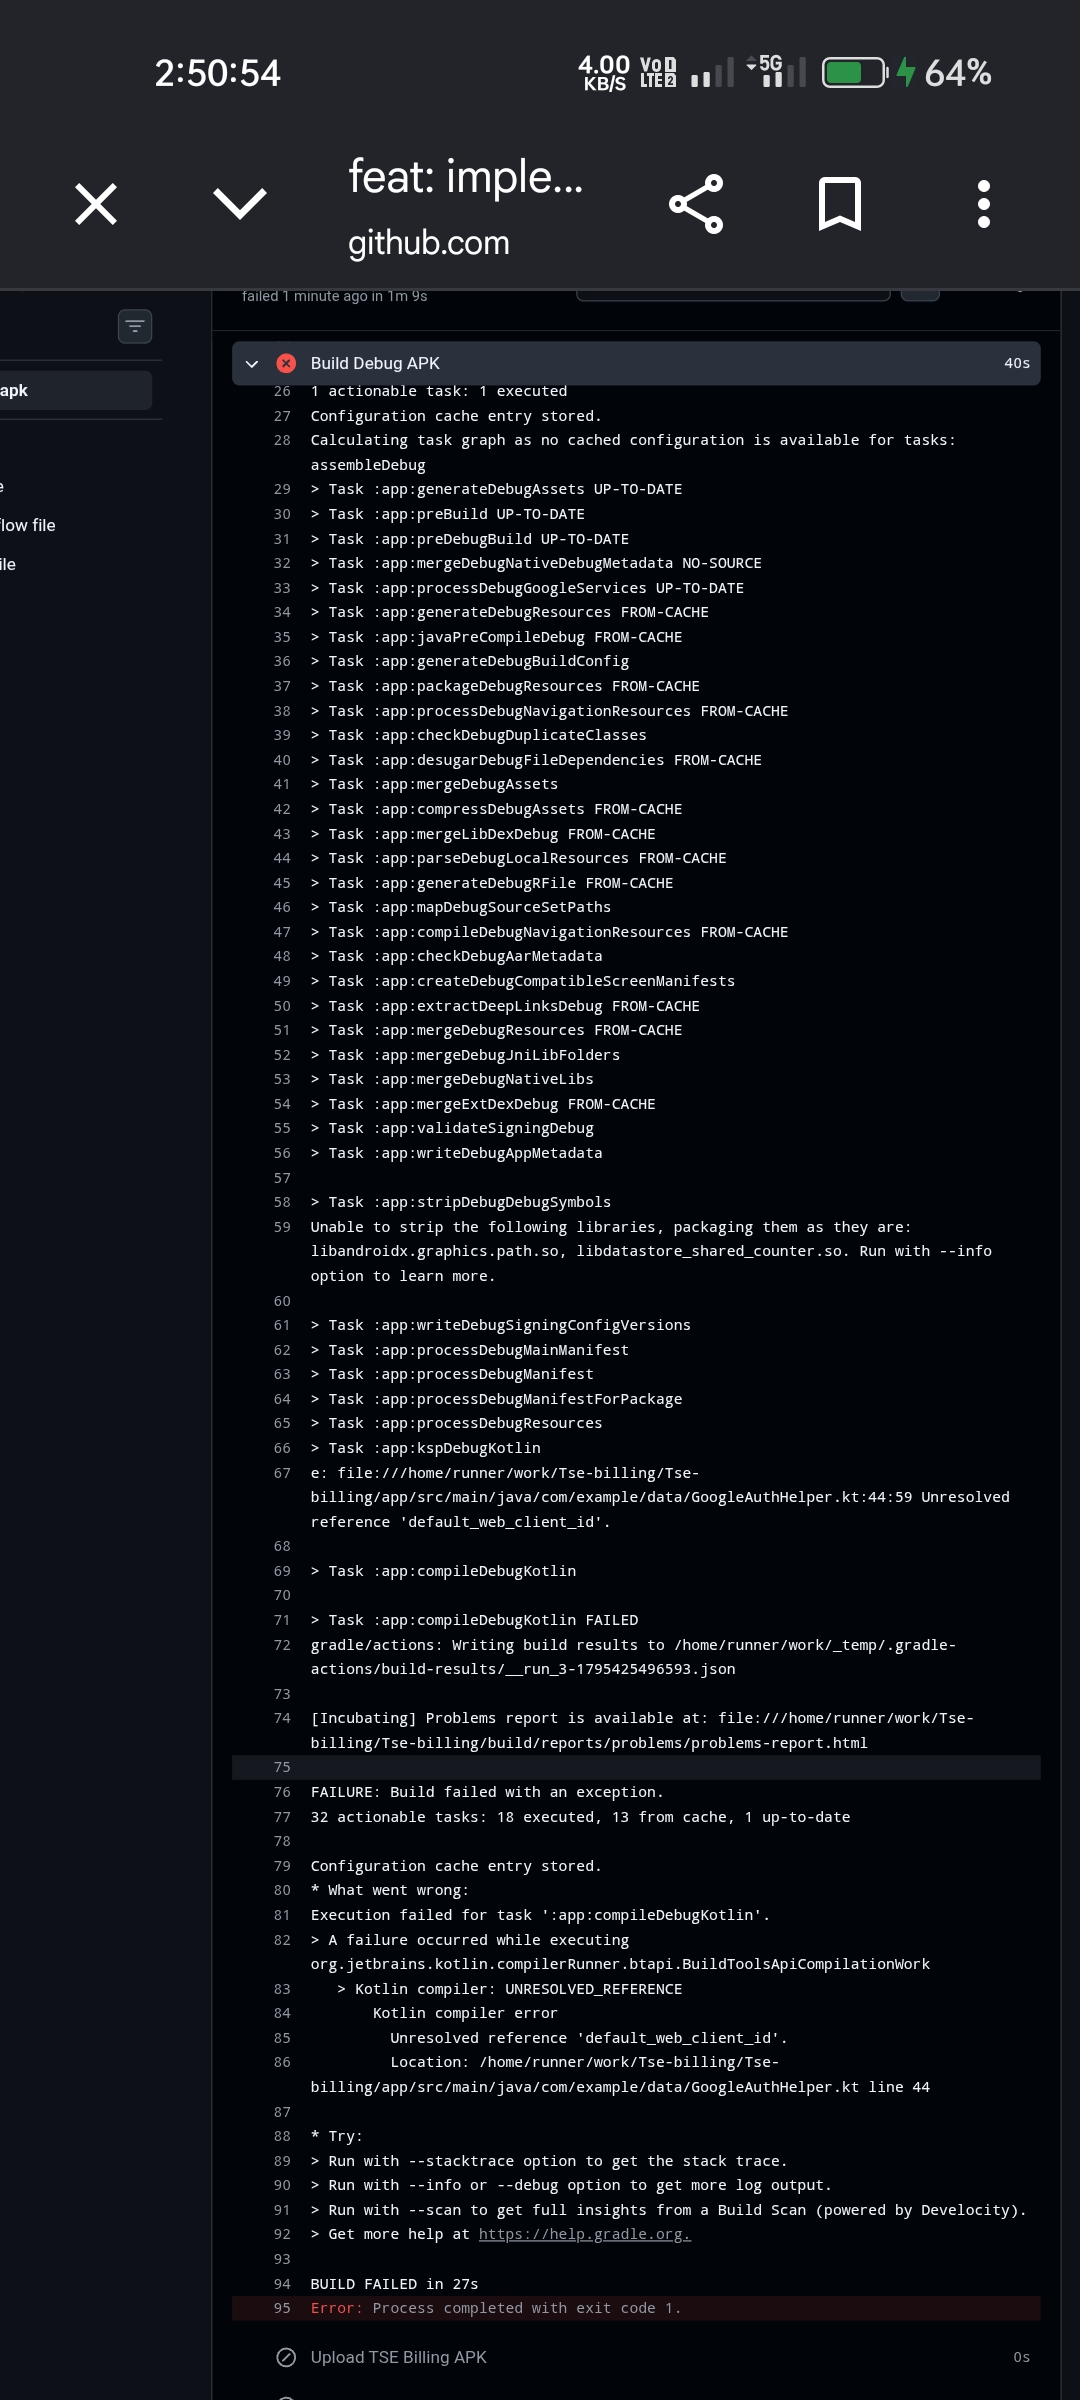 2:50:54
4.00 KB/S
VoD LTE 2
5G
64%
feat: imple...
github.com
failed 1 minute ago in 1m 9s
apk
e
flow file
ile
Build Debug APK 40s
26 1 actionable task: 1 executed
27 Configuration cache entry stored.
28 Calculating task graph as no cached configuration is available for tasks:
assembleDebug
29 > Task :app:generateDebugAssets UP-TO-DATE
30 > Task :app:preBuild UP-TO-DATE
31 > Task :app:preDebugBuild UP-TO-DATE
32 > Task :app:mergeDebugNativeDebugMetadata NO-SOURCE
33 > Task :app:processDebugGoogleServices UP-TO-DATE
34 > Task :app:generateDebugResources FROM-CACHE
35 > Task :app:javaPreCompileDebug FROM-CACHE
36 > Task :app:generateDebugBuildConfig
37 > Task :app:packageDebugResources FROM-CACHE
38 > Task :app:processDebugNavigationResources FROM-CACHE
39 > Task :app:checkDebugDuplicateClasses
40 > Task :app:desugarDebugFileDependencies FROM-CACHE
41 > Task :app:mergeDebugAssets
42 > Task :app:compressDebugAssets FROM-CACHE
43 > Task :app:mergeLibDexDebug FROM-CACHE
44 > Task :app:parseDebugLocalResources FROM-CACHE
45 > Task :app:generateDebugRFile FROM-CACHE
46 > Task :app:mapDebugSourceSetPaths
47 > Task :app:compileDebugNavigationResources FROM-CACHE
48 > Task :app:checkDebugAarMetadata
49 > Task :app:createDebugCompatibleScreenManifests
50 > Task :app:extractDeepLinksDebug FROM-CACHE
51 > Task :app:mergeDebugResources FROM-CACHE
52 > Task :app:mergeDebugJniLibFolders
53 > Task :app:mergeDebugNativeLibs
54 > Task :app:mergeExtDexDebug FROM-CACHE
55 > Task :app:validateSigningDebug
56 > Task :app:writeDebugAppMetadata
57
58 > Task :app:stripDebugDebugSymbols
59 Unable to strip the following libraries, packaging them as they are:
libandroidx.graphics.path.so, libdatastore_shared_counter.so. Run with --info
option to learn more.
60
61 > Task :app:writeDebugSigningConfigVersions
62 > Task :app:processDebugMainManifest
63 > Task :app:processDebugManifest
64 > Task :app:processDebugManifestForPackage
65 > Task :app:processDebugResources
66 > Task :app:kspDebugKotlin
67 e: file:///home/runner/work/Tse-billing/Tse-
billing/app/src/main/java/com/example/data/GoogleAuthHelper.kt:44:59 Unresolved
reference 'default_web_client_id'.
68
69 > Task :app:compileDebugKotlin
70
71 > Task :app:compileDebugKotlin FAILED
72 gradle/actions: Writing build results to /home/runner/work/_temp/.gradle-
actions/build-results/__run_3-1795425496593.json
73
74 [Incubating] Problems report is available at: file:///home/runner/work/Tse-
billing/Tse-billing/build/reports/problems/problems-report.html
75
76 FAILURE: Build failed with an exception.
77 32 actionable tasks: 18 executed, 13 from cache, 1 up-to-date
78
79 Configuration cache entry stored.
80 * What went wrong:
81 Execution failed for task ':app:compileDebugKotlin'.
82 > A failure occurred while executing
org.jetbrains.kotlin.compilerRunner.btapi.BuildToolsApiCompilationWork
83 > Kotlin compiler: UNRESOLVED_REFERENCE
84 Kotlin compiler error
85 Unresolved reference 'default_web_client_id'.
86 Location: /home/runner/work/Tse-billing/Tse-
billing/app/src/main/java/com/example/data/GoogleAuthHelper.kt line 44
87
88 * Try:
89 > Run with --stacktrace option to get the stack trace.
90 > Run with --info or --debug option to get more log output.
91 > Run with --scan to get full insights from a Build Scan (powered by Develocity).
92 > Get more help at https://help.gradle.org.
93
94 BUILD FAILED in 27s
95 Error: Process completed with exit code 1.
Upload TSE Billing APK 0s